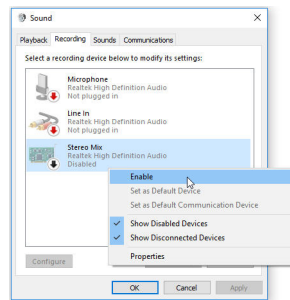 Sound
Playback Recording Sounds Communications
Select a recording device below to modify its settings:
Microphone
Realtek High Definition Audio
Not plugged in
Line In
Realtek High Definition Audio
Not plugged in
Stereo Mix
Realtek High Definition Audio
Disabled
Enable
Set as Default Device
Set as Default Communication Device
Show Disabled Devices
Show Disconnected Devices
Properties
Configure
OK Cancel Apply